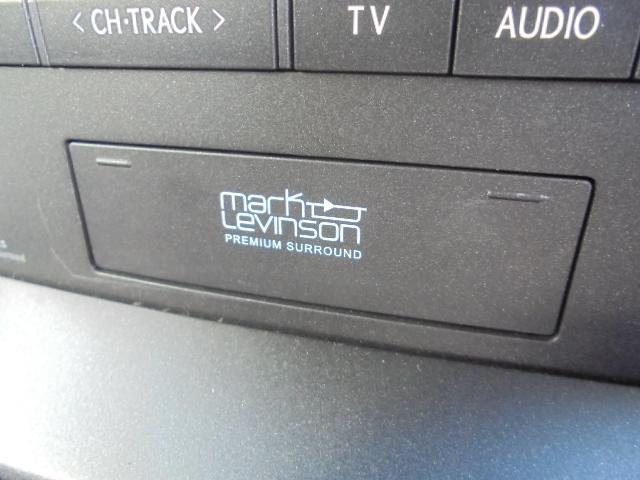 < CH·TRACK >
TV
AUDIO
mark
Levinson
PREMIUM SURROUND